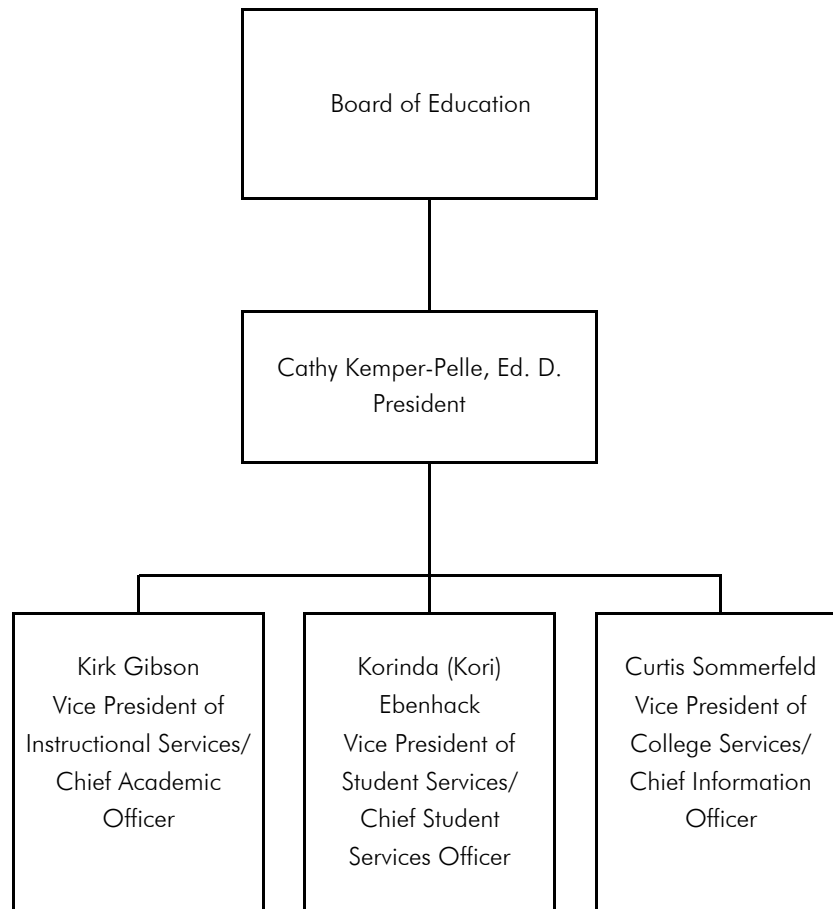 Board of Education
Cathy Kemper-Pelle, Ed. D.
President
Kirk Gibson
Vice President of
Instructional Services/
Chief Academic
Officer
Korinda (Kori)
Ebenhack
Vice President of
Student Services/
Chief Student
Services Officer
Curtis Sommerfeld
Vice President of
College Services/
Chief Information
Officer